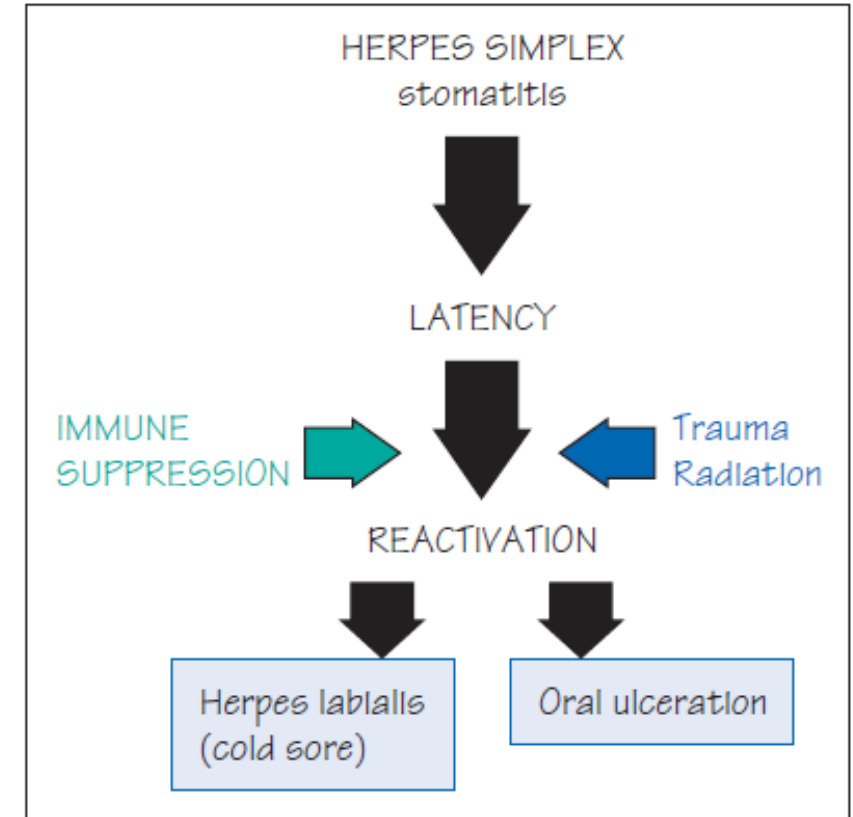 HERPES SIMPLEX
stomatitis
LATENCY
IMMUNE
SUPPRESSION
Trauma
Radiation
REACTIVATION
Herpes labialis
(cold sore)
Oral ulceration